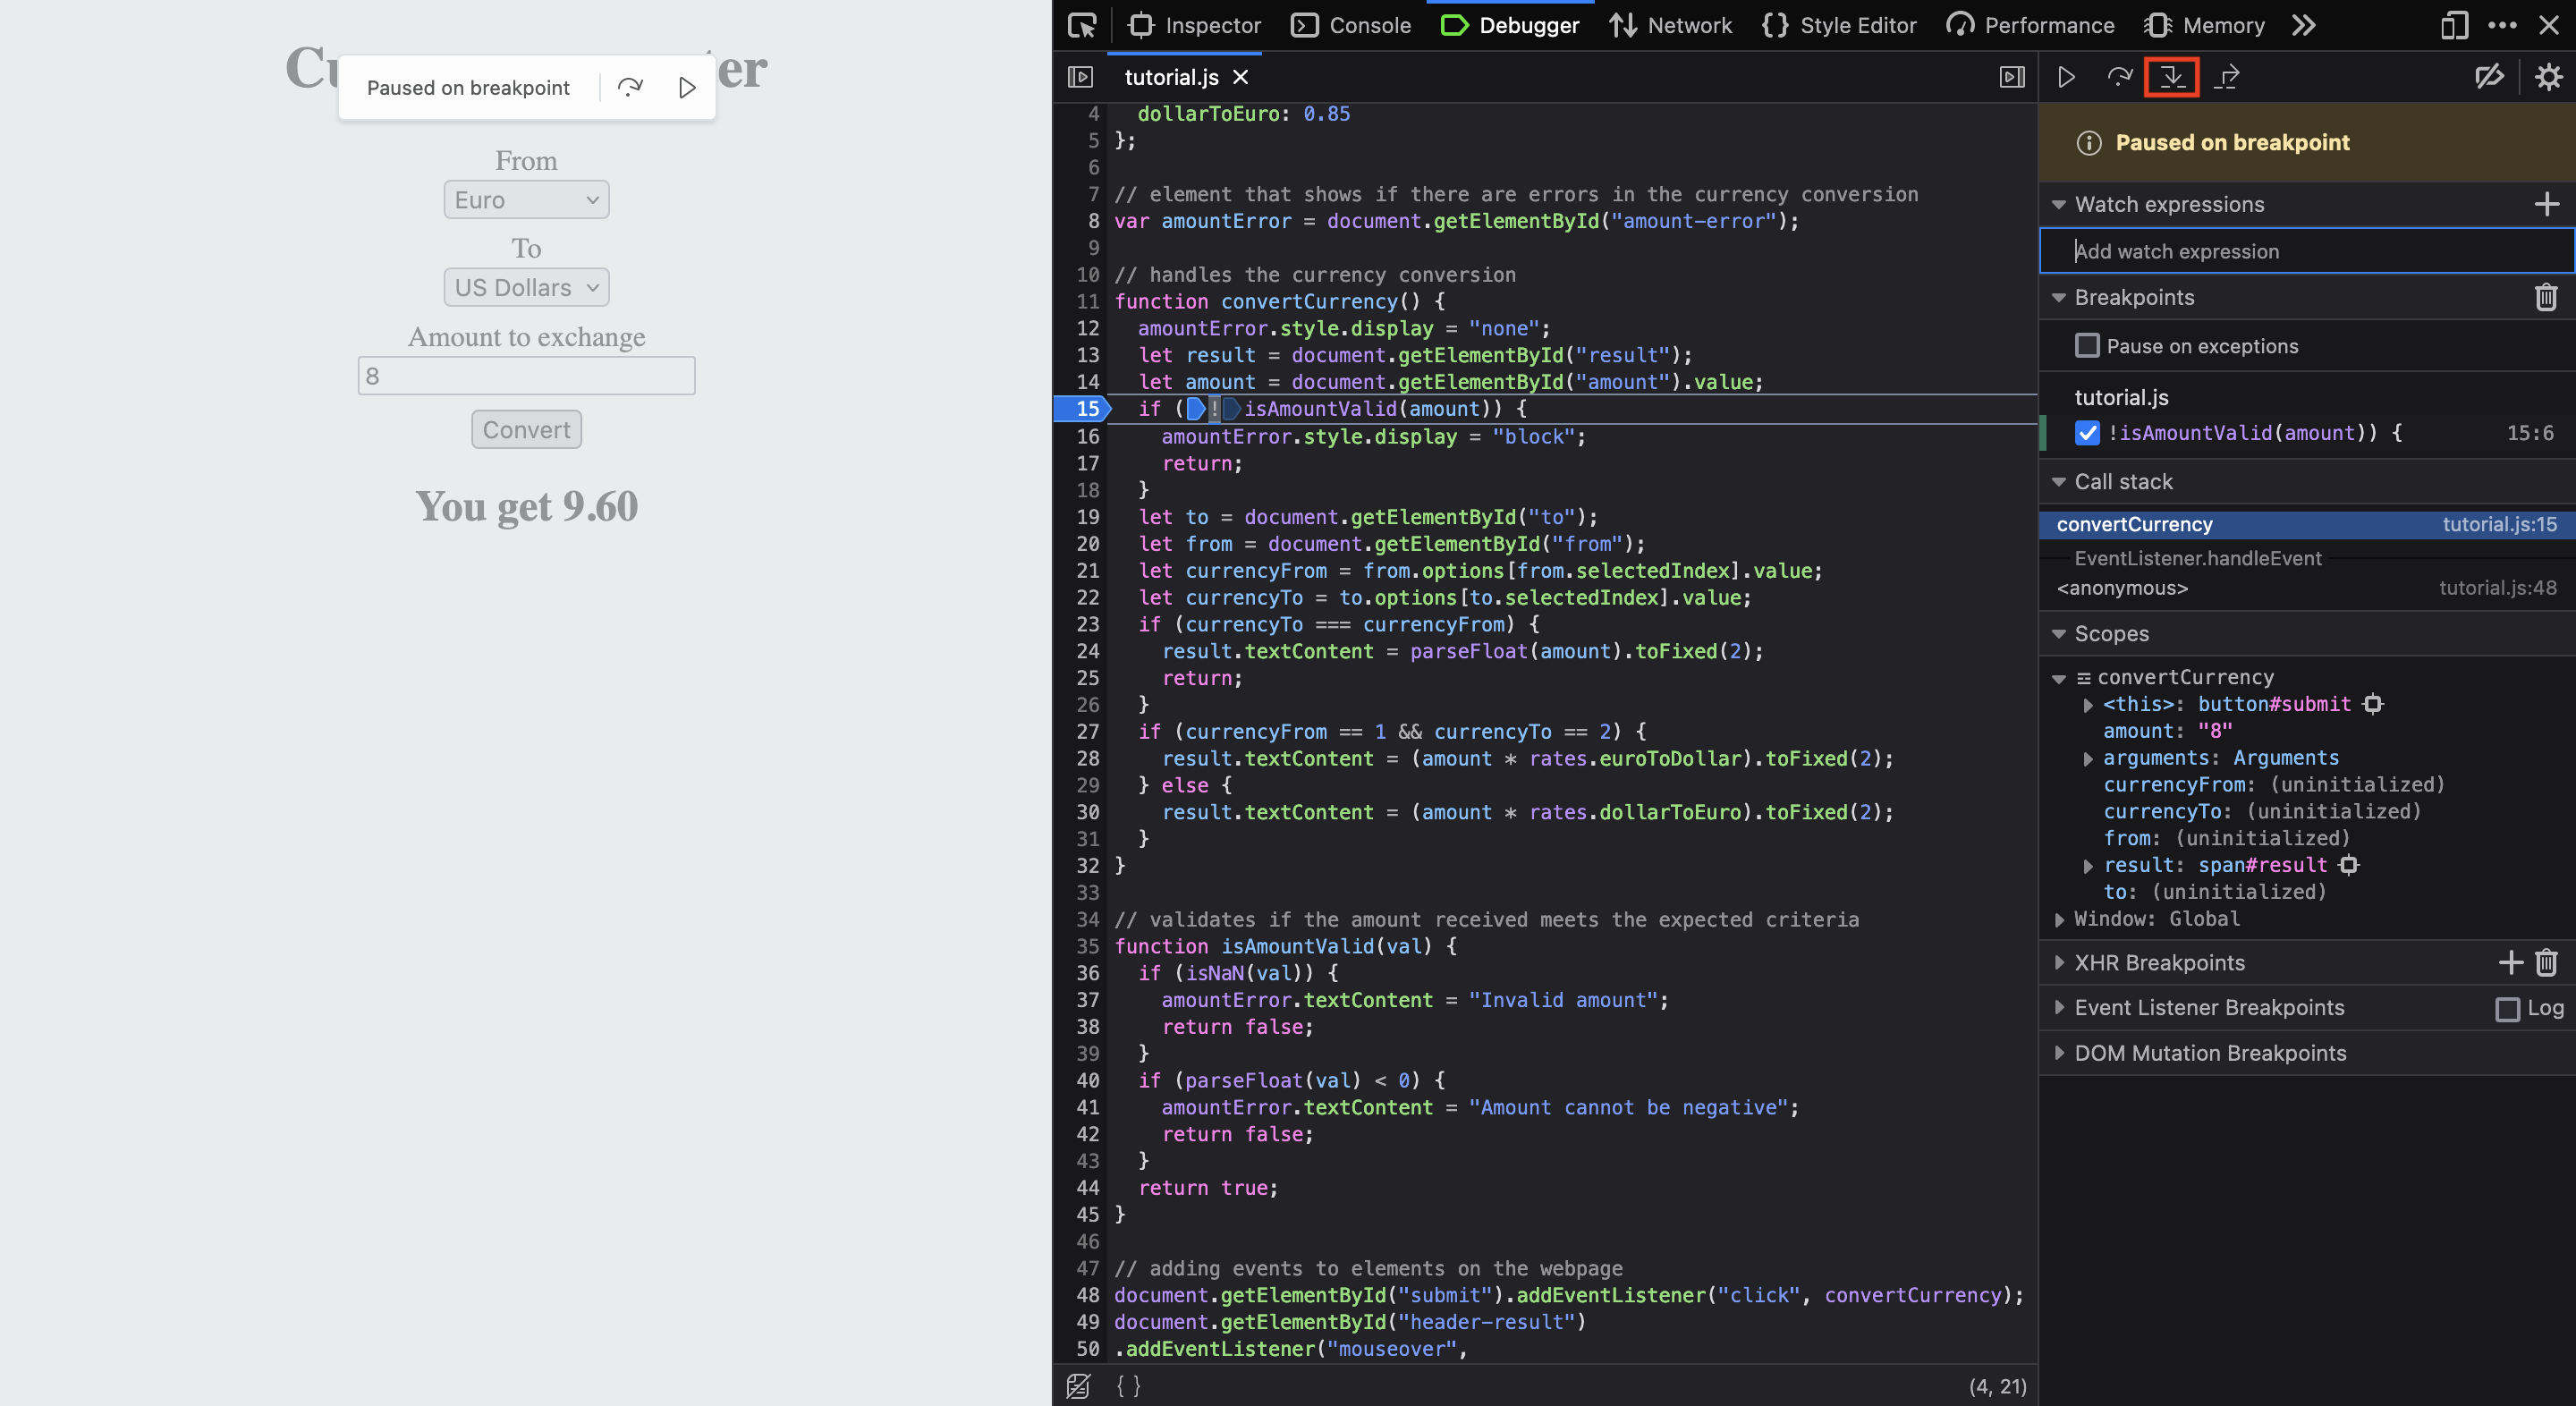 Paused on breakpoint
From
Euro
To
US Dollars
Amount to exchange
8
Convert
You get 9.60
Inspector
Console
Debugger
Network
Style Editor
Performance
Memory
tutorial.js
4 dollarToEuro: 0.85
5 };
6
7 // element that shows if there are errors in the currency conversion
8 var amountError = document.getElementById("amount-error");
9
10 // handles the currency conversion
11 function convertCurrency() {
12 amountError.style.display = "none";
13 let result = document.getElementById("result");
14 let amount = document.getElementById("amount").value;
15 if (!isAmountValid(amount)) {
16 amountError.style.display = "block";
17 return;
18 }
19 let to = document.getElementById("to");
20 let from = document.getElementById("from");
21 let currencyFrom = from.options[from.selectedIndex].value;
22 let currencyTo = to.options[to.selectedIndex].value;
23 if (currencyTo === currencyFrom) {
24 result.textContent = parseFloat(amount).toFixed(2);
25 return;
26 }
27 if (currencyFrom == 1 && currencyTo == 2) {
28 result.textContent = (amount * rates.euroToDollar).toFixed(2);
29 } else {
30 result.textContent = (amount * rates.dollarToEuro).toFixed(2);
31 }
32 }
33
34 // validates if the amount received meets the expected criteria
35 function isAmountValid(val) {
36 if (isNaN(val)) {
37 amountError.textContent = "Invalid amount";
38 return false;
39 }
40 if (parseFloat(val) < 0) {
41 amountError.textContent = "Amount cannot be negative";
42 return false;
43 }
44 return true;
45 }
46
47 // adding events to elements on the webpage
48 document.getElementById("submit").addEventListener("click", convertCurrency);
49 document.getElementById("header-result")
50 .addEventListener("mouseover",
{ }
(4, 21)
Paused on breakpoint
Watch expressions
Add watch expression
Breakpoints
Pause on exceptions
tutorial.js
!isAmountValid(amount)) { 15:6
Call stack
convertCurrency tutorial.js:15
EventListener.handleEvent
<anonymous> tutorial.js:48
Scopes
convertCurrency
<this>: button#submit
amount: "8"
arguments: Arguments
currencyFrom: (uninitialized)
currencyTo: (uninitialized)
from: (uninitialized)
result: span#result
to: (uninitialized)
Window: Global
XHR Breakpoints
Event Listener Breakpoints Log
DOM Mutation Breakpoints